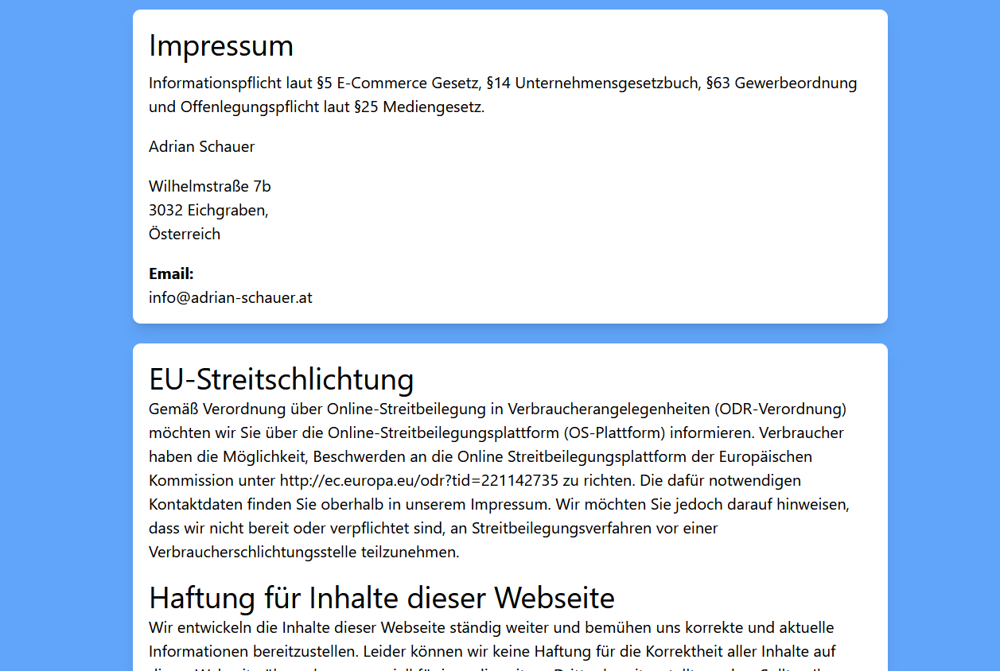 Impressum
Informationspflicht laut §5 E-Commerce Gesetz, §14 Unternehmensgesetzbuch, §63 Gewerbeordnung
und Offenlegungspflicht laut §25 Mediengesetz.
Adrian Schauer
Wilhelmstraße 7b
3032 Eichgraben,
Österreich
Email:
info@adrian-schauer.at
EU-Streitschlichtung
Gemäß Verordnung über Online-Streitbeilegung in Verbraucherangelegenheiten (ODR-Verordnung)
möchten wir Sie über die Online-Streitbeilegungsplattform (OS-Plattform) informieren. Verbraucher
haben die Möglichkeit, Beschwerden an die Online Streitbeilegungsplattform der Europäischen
Kommission unter http://ec.europa.eu/odr?tid=221142735 zu richten. Die dafür notwendigen
Kontaktdaten finden Sie oberhalb in unserem Impressum. Wir möchten Sie jedoch darauf hinweisen,
dass wir nicht bereit oder verpflichtet sind, an Streitbeilegungsverfahren vor einer
Verbraucherschlichtungsstelle teilzunehmen.
Haftung für Inhalte dieser Webseite
Wir entwickeln die Inhalte dieser Webseite ständig weiter und bemühen uns korrekte und aktuelle
Informationen bereitzustellen. Leider können wir keine Haftung für die Korrektheit aller Inhalte auf